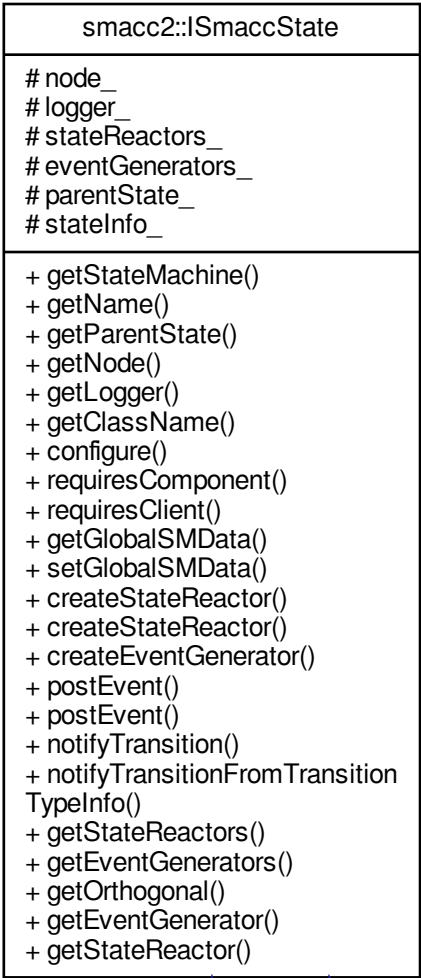 smacc2::ISmaccState
# node_
# logger_
# stateReactors_
# eventGenerators_
# parentState_
# stateInfo_
+ getStateMachine()
+ getName()
+ getParentState()
+ getNode()
+ getLogger()
+ getClassName()
+ configure()
+ requiresComponent()
+ requiresClient()
+ getGlobalSMData()
+ setGlobalSMData()
+ createStateReactor()
+ createStateReactor()
+ createEventGenerator()
+ postEvent()
+ postEvent()
+ notifyTransition()
+ notifyTransitionFromTransition
TypeInfo()
+ getStateReactors()
+ getEventGenerators()
+ getOrthogonal()
+ getEventGenerator()
+ getStateReactor()